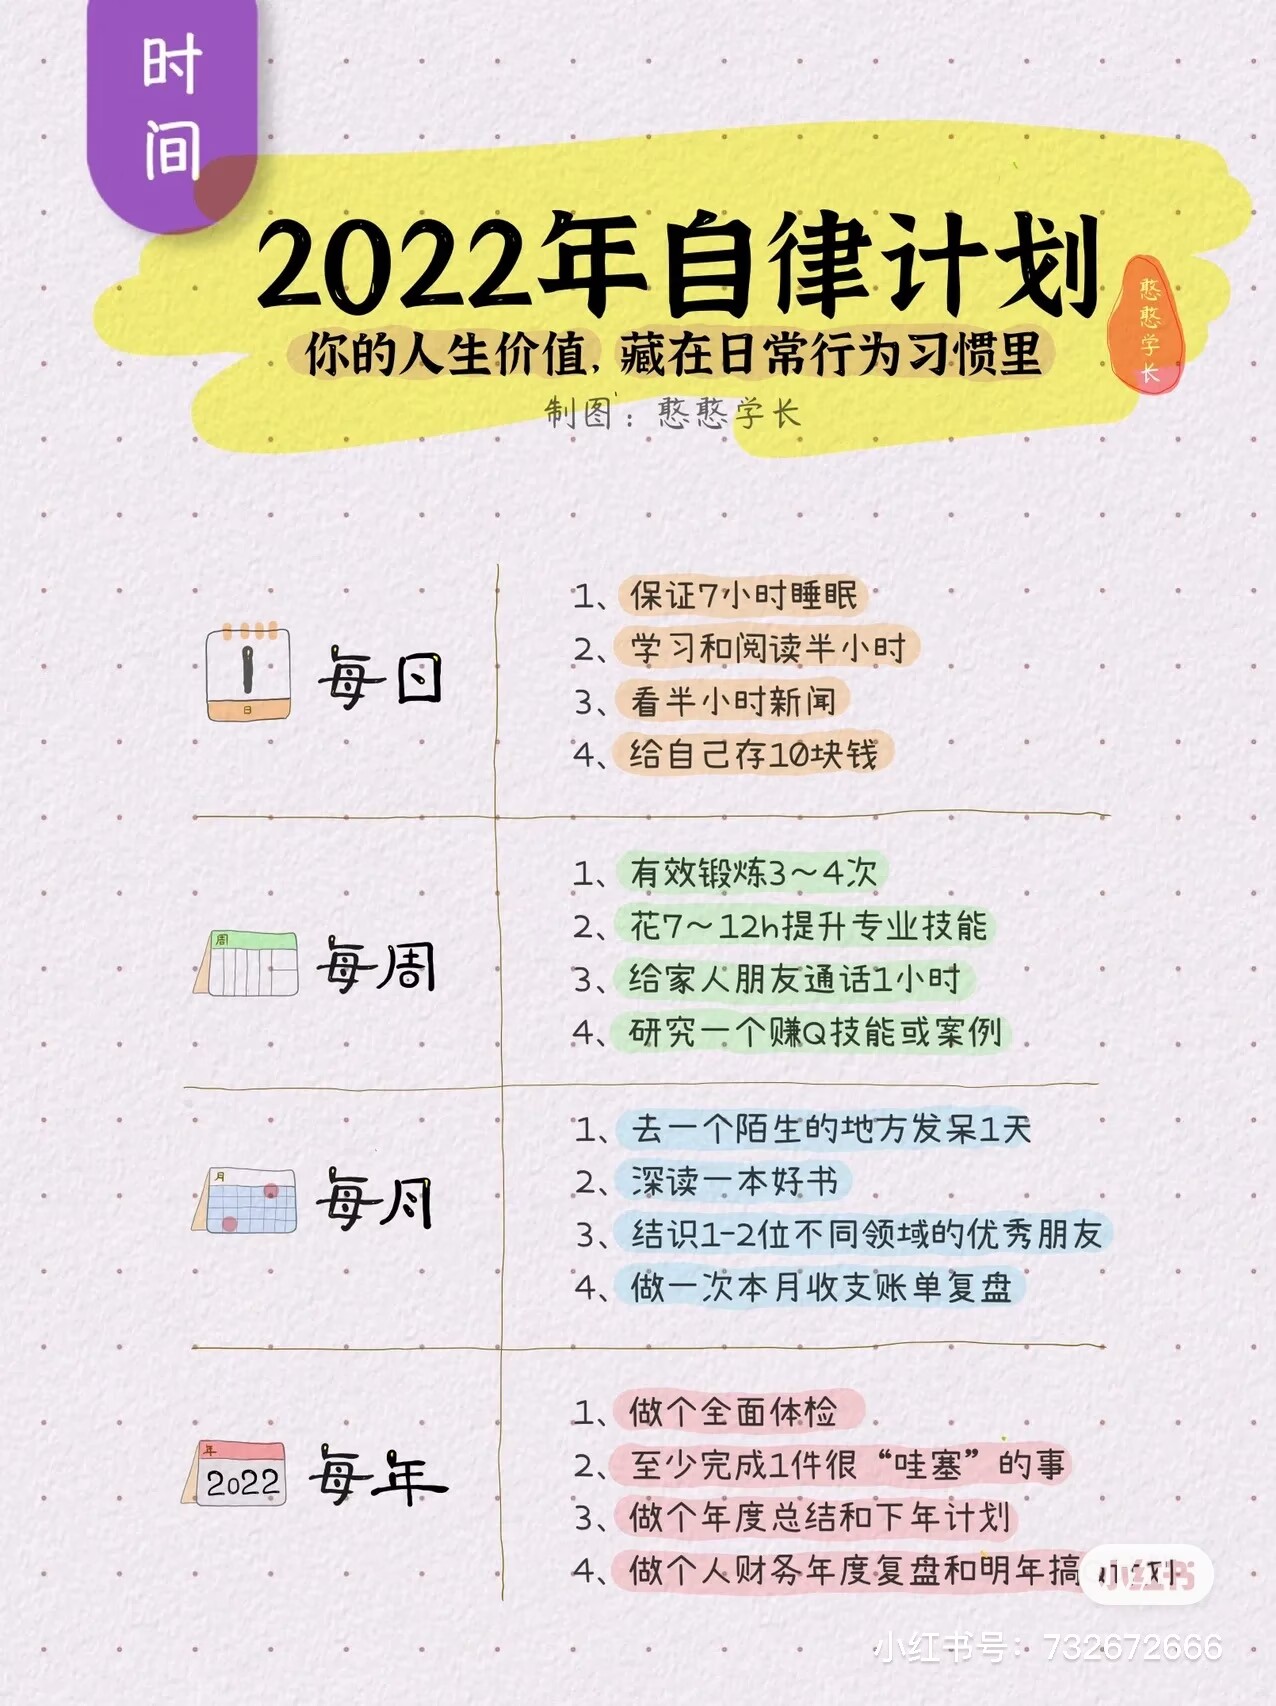 时
间
2022年自律计划
你的人生价值,藏在日常行为习惯里
憨憨学长
制图：憨憨学长
1
日
每日
1、保证7小时睡眠
2、学习和阅读半小时
3、看半小时新闻
4、给自己存10块钱
周
每周
1、有效锻炼3～4次
2、花7～12h提升专业技能
3、给家人朋友通话1小时
4、研究一个赚Q技能或案例
月
每月
1、去一个陌生的地方发呆1天
2、深读一本好书
3、结识1-2位不同领域的优秀朋友
4、做一次本月收支账单复盘
年
2022
每年
1、做个全面体检
2、至少完成1件很“哇塞”的事
3、做个年度总结和下年计划
4、做个人财务年度复盘和明年搞
小红书
小红书号：732672666